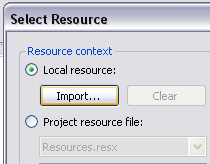 Select Resource
Resource context
Local resource:
Import... Clear
Project resource file:
Resources.resx